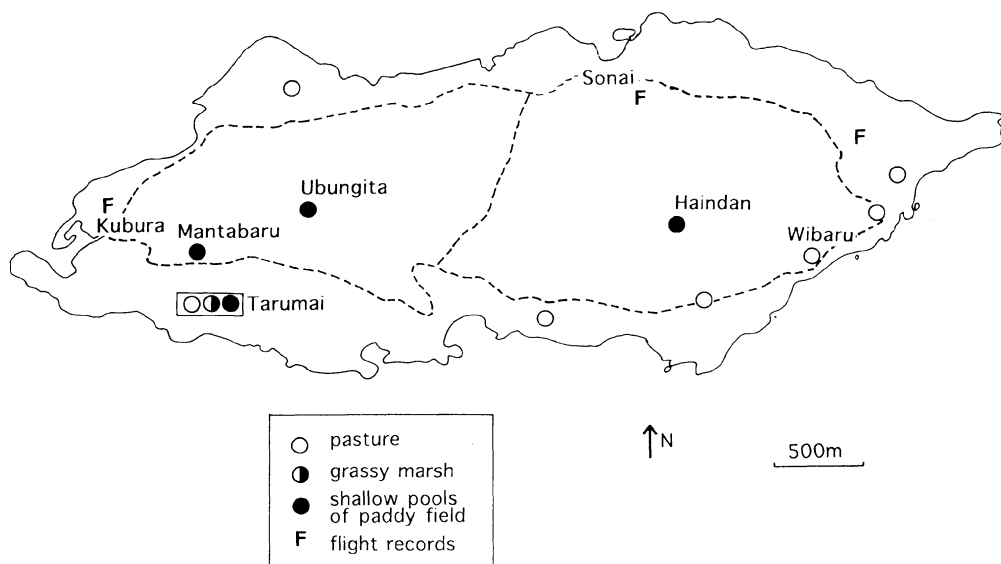 Sonai
F
F
Ubungita
F
Kubura
Mantabaru
Haindan
Wibaru
Tarumai
pasture
grassy marsh
shallow pools
of paddy field
F flight records
N
500m